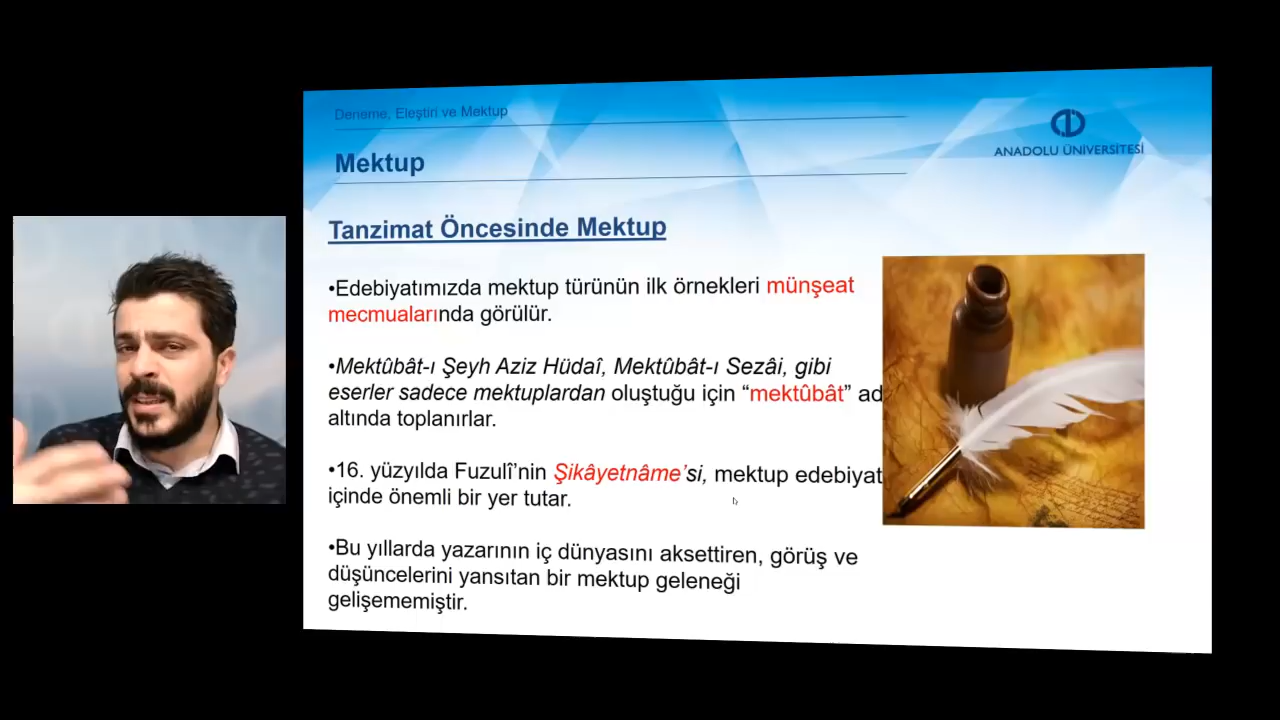 Deneme, Eleştiri ve Mektup
ANADOLU ÜNİVERSİTESİ
Mektup
Tanzimat Öncesinde Mektup
•Edebiyatımızda mektup türünün ilk örnekleri münşeat
mecmualarında görülür.
•Mektûbât-ı Şeyh Aziz Hüdaî, Mektûbât-ı Sezâi, gibi
eserler sadece mektuplardan oluştuğu için “mektûbât” ad
altında toplanırlar.
•16. yüzyılda Fuzulî’nin Şikâyetnâme’si, mektup edebiyat
içinde önemli bir yer tutar.
•Bu yıllarda yazarının iç dünyasını aksettiren, görüş ve
düşüncelerini yansıtan bir mektup geleneği
gelişememiştir.